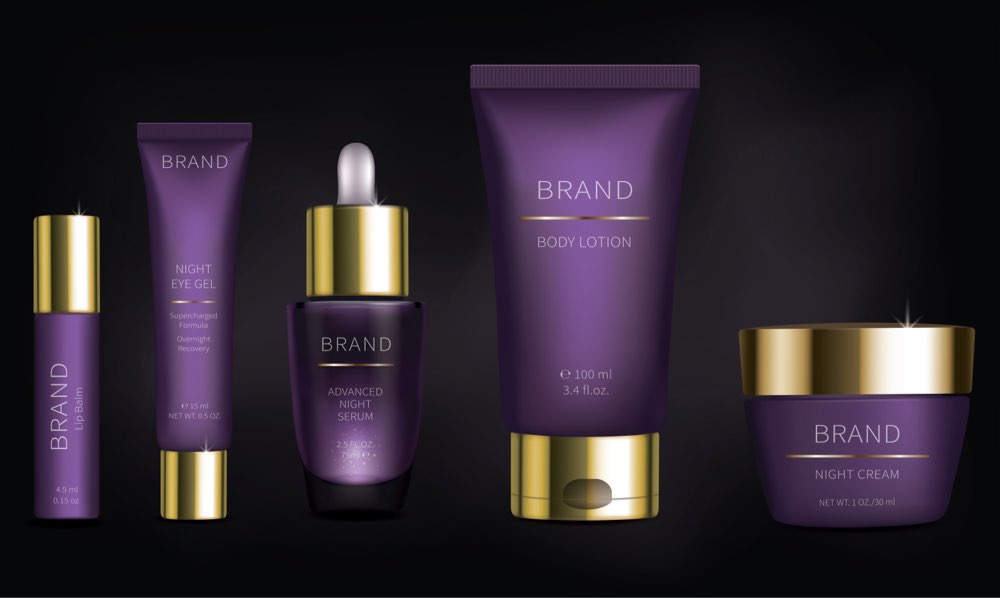 BRAND
Lip Balm
4.5 ml
0.15 oz
BRAND
NIGHT
EYE GEL
Supercharged
Formula
Overnight
Recovery
℮ 15 ml
NET WT. 0.5 OZ.
BRAND
ADVANCED
NIGHT
SERUM
2.5 FL.OZ.
75ml ℮
BRAND
BODY LOTION
℮ 100 ml
3.4 fl.oz.
BRAND
NIGHT CREAM
NET WT. 1 OZ./30 ml